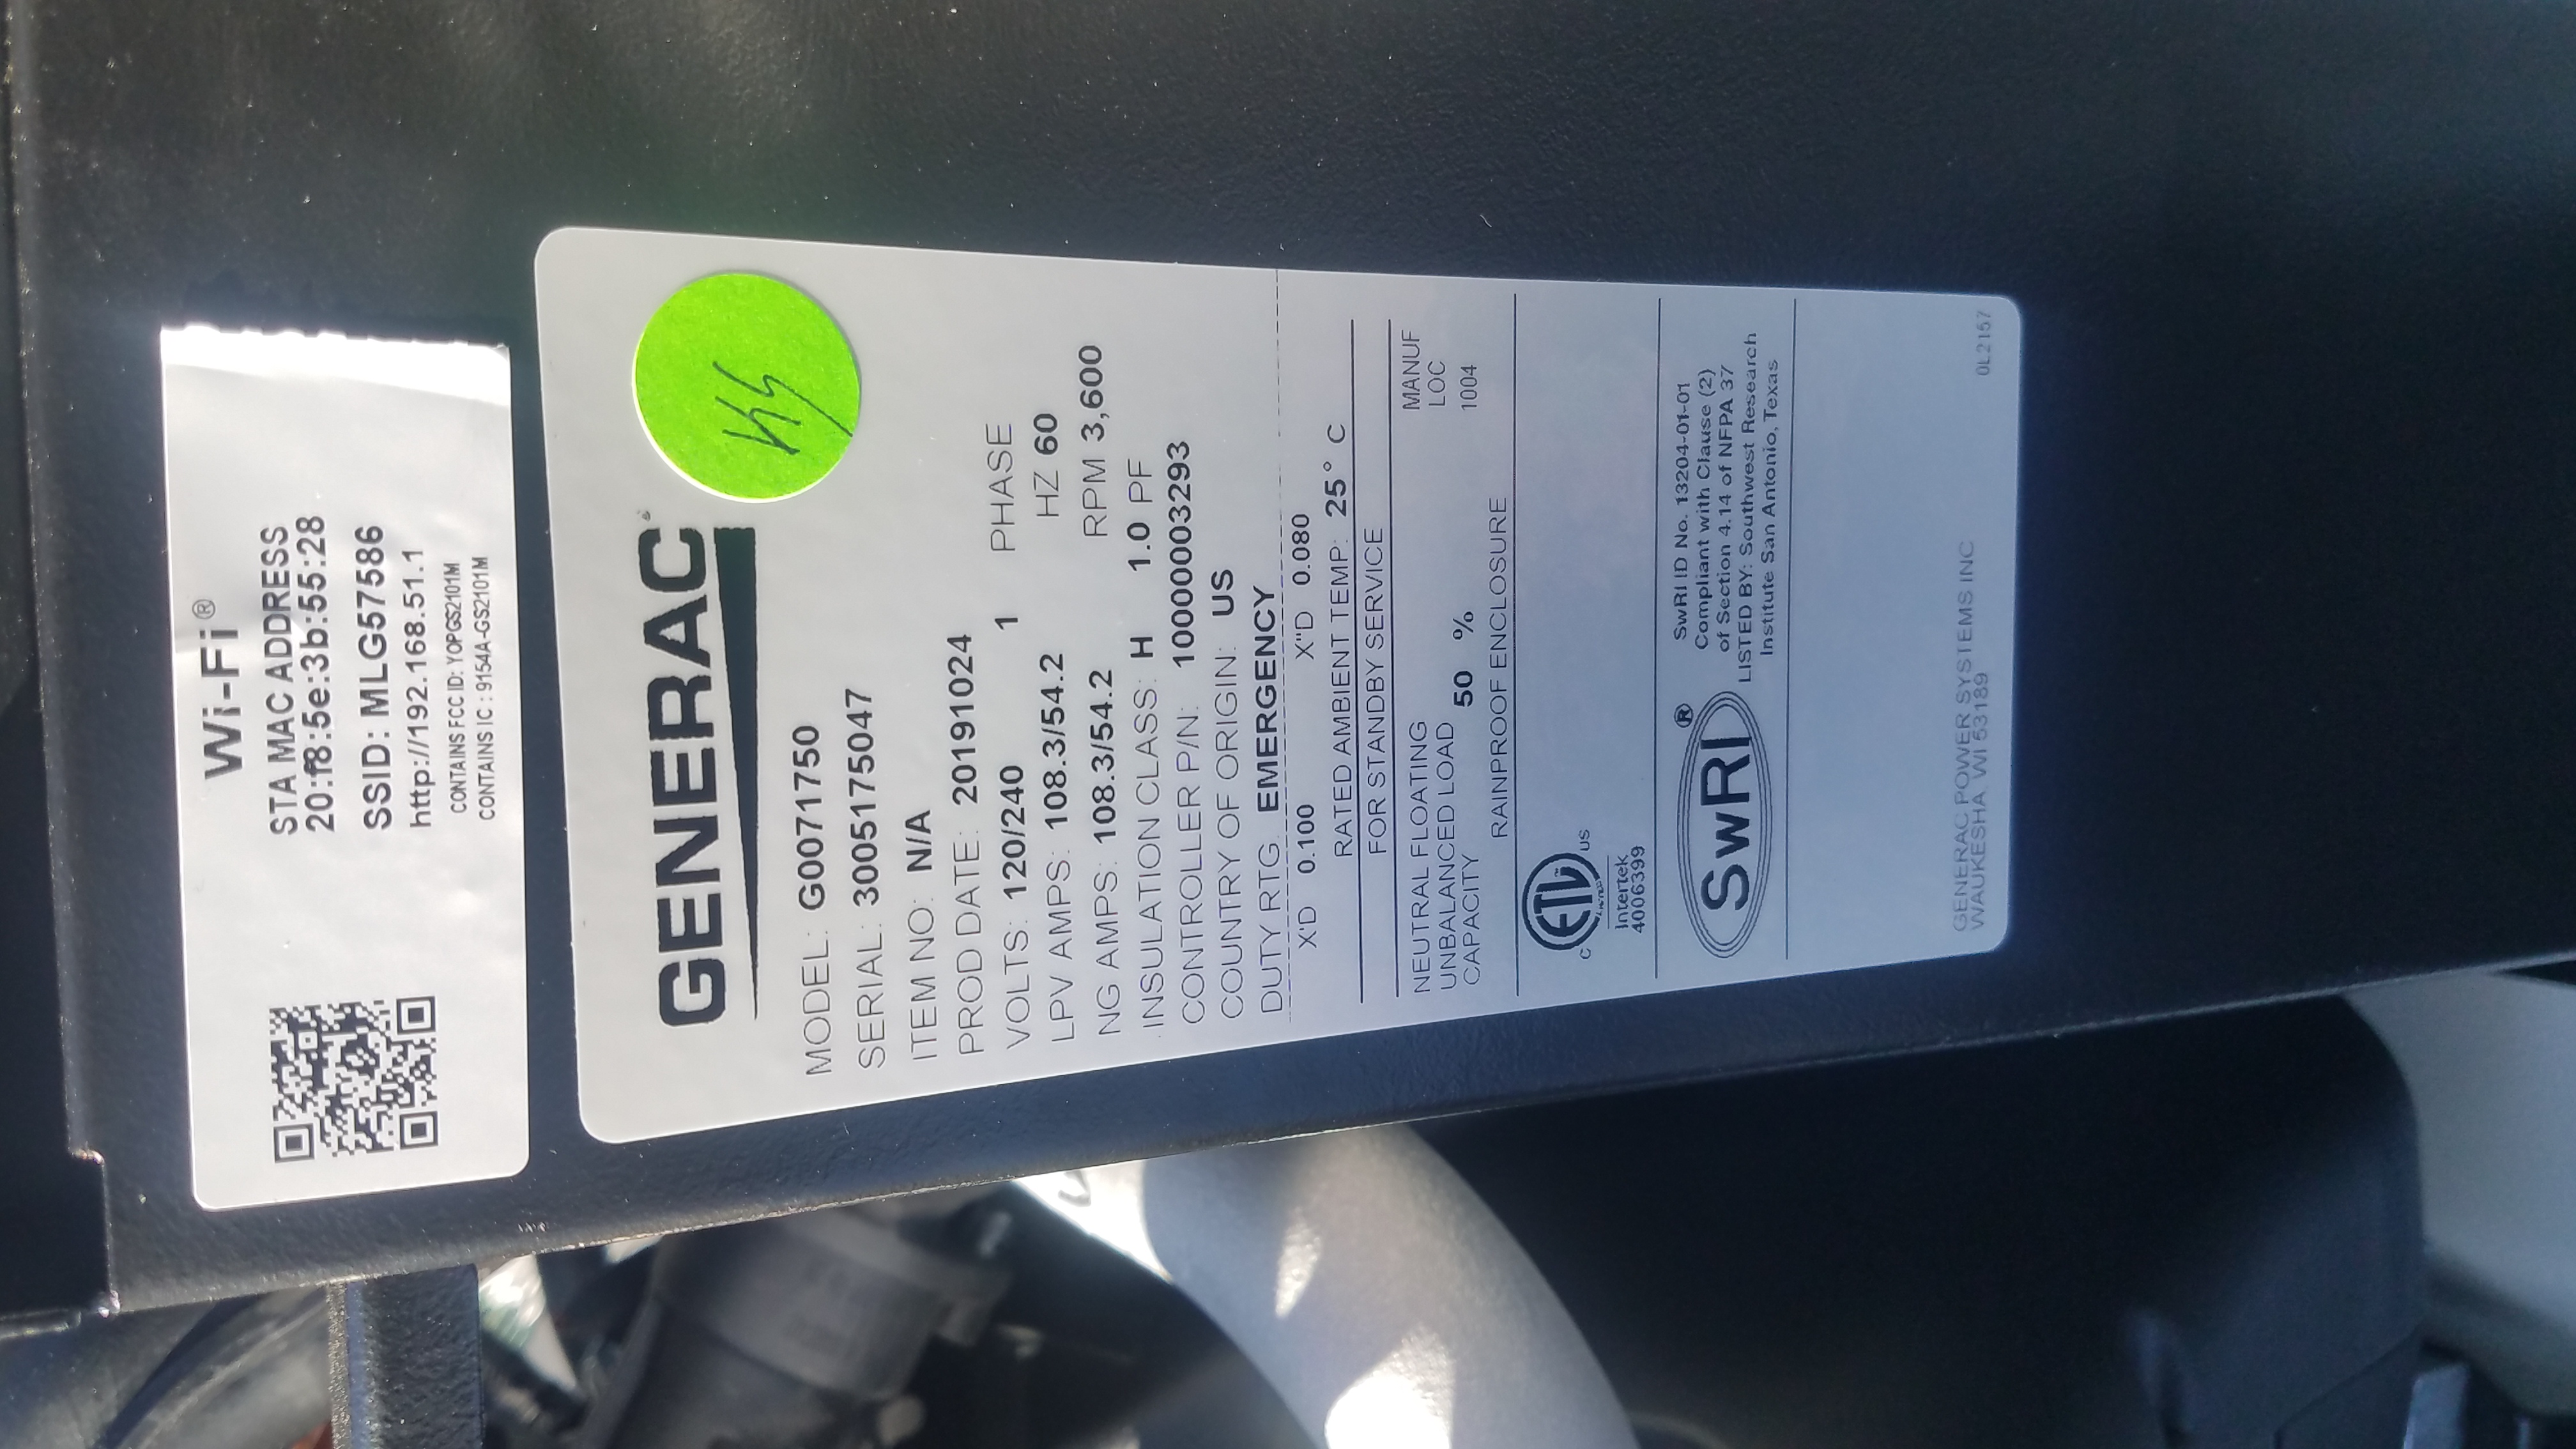 Wi-Fi®
STA MAC ADDRESS
20:f8:5e:3b:55:28
SSID: MLG57586
http://192.168.51.1
CONTAINS FCC ID: YOPGS2101M
CONTAINS IC : 9154A-GS2101M
GENERAC
MODEL: G0071750
SERIAL: 3005175047
ITEM NO: N/A
PROD DATE: 20191024
VOLTS: 120/240 1 PHASE
LPV AMPS: 108.3/54.2 HZ 60
NG AMPS: 108.3/54.2 RPM 3,600
INSULATION CLASS: H 1.0 PF
CONTROLLER P/N: 10000003293
COUNTRY OF ORIGIN: US
DUTY RTG EMERGENCY
X'D 0.100 X"D 0.080
RATED AMBIENT TEMP: 25° C
FOR STANDBY SERVICE
NEUTRAL FLOATING
UNBALANCED LOAD
CAPACITY 50 %
MANUF
LOC
1004
RAINPROOF ENCLOSURE
C ETL US
LISTED
Intertek
4006399
SwRI®
SwRI ID No. 13204-01-01
Compliant with Clause (2)
of Section 4.14 of NFPA 37
LISTED BY: Southwest Research
Institute San Antonio, Texas
GENERAC POWER SYSTEMS INC
WAUKESHA WI 53189
0L2157